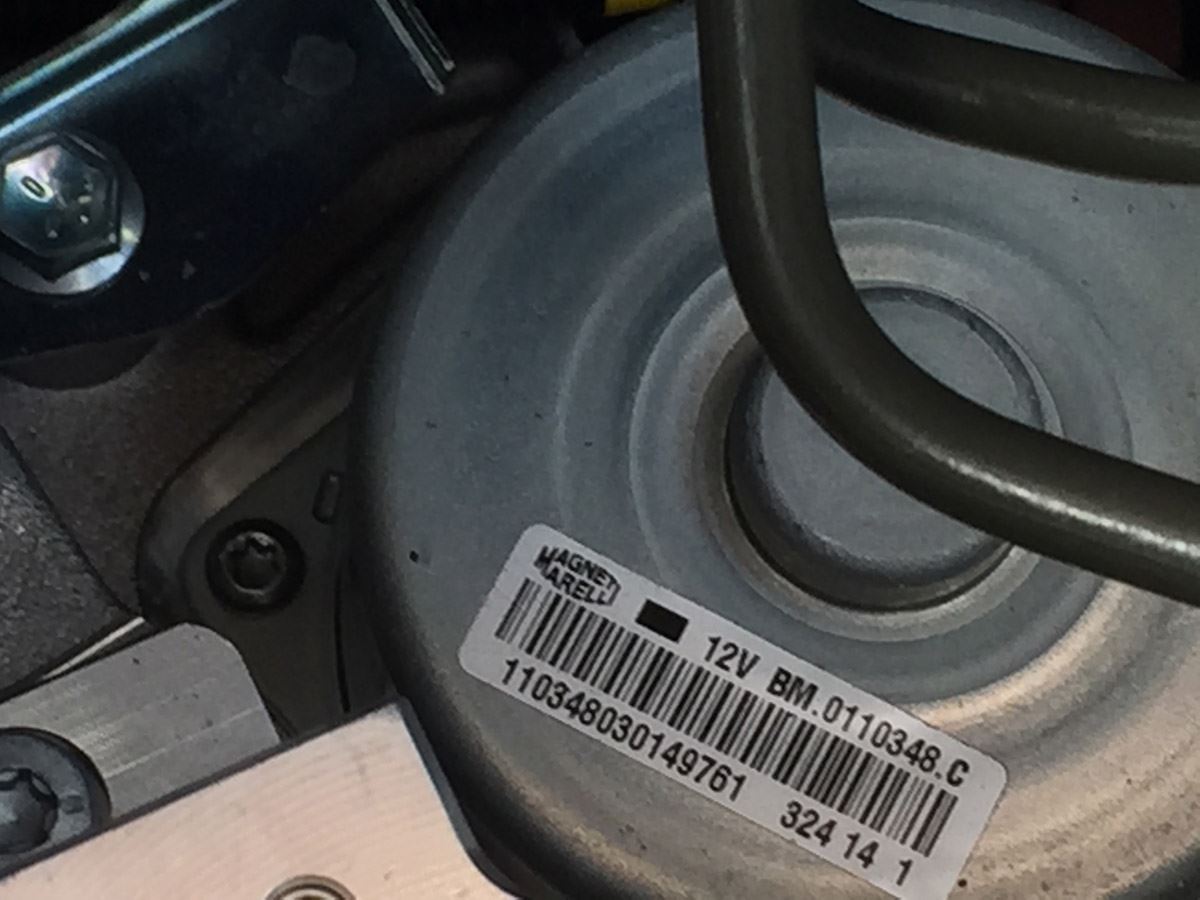 MAGNETI
MARELLI
12V BM.0110348.C
110348030149761 324 14 1